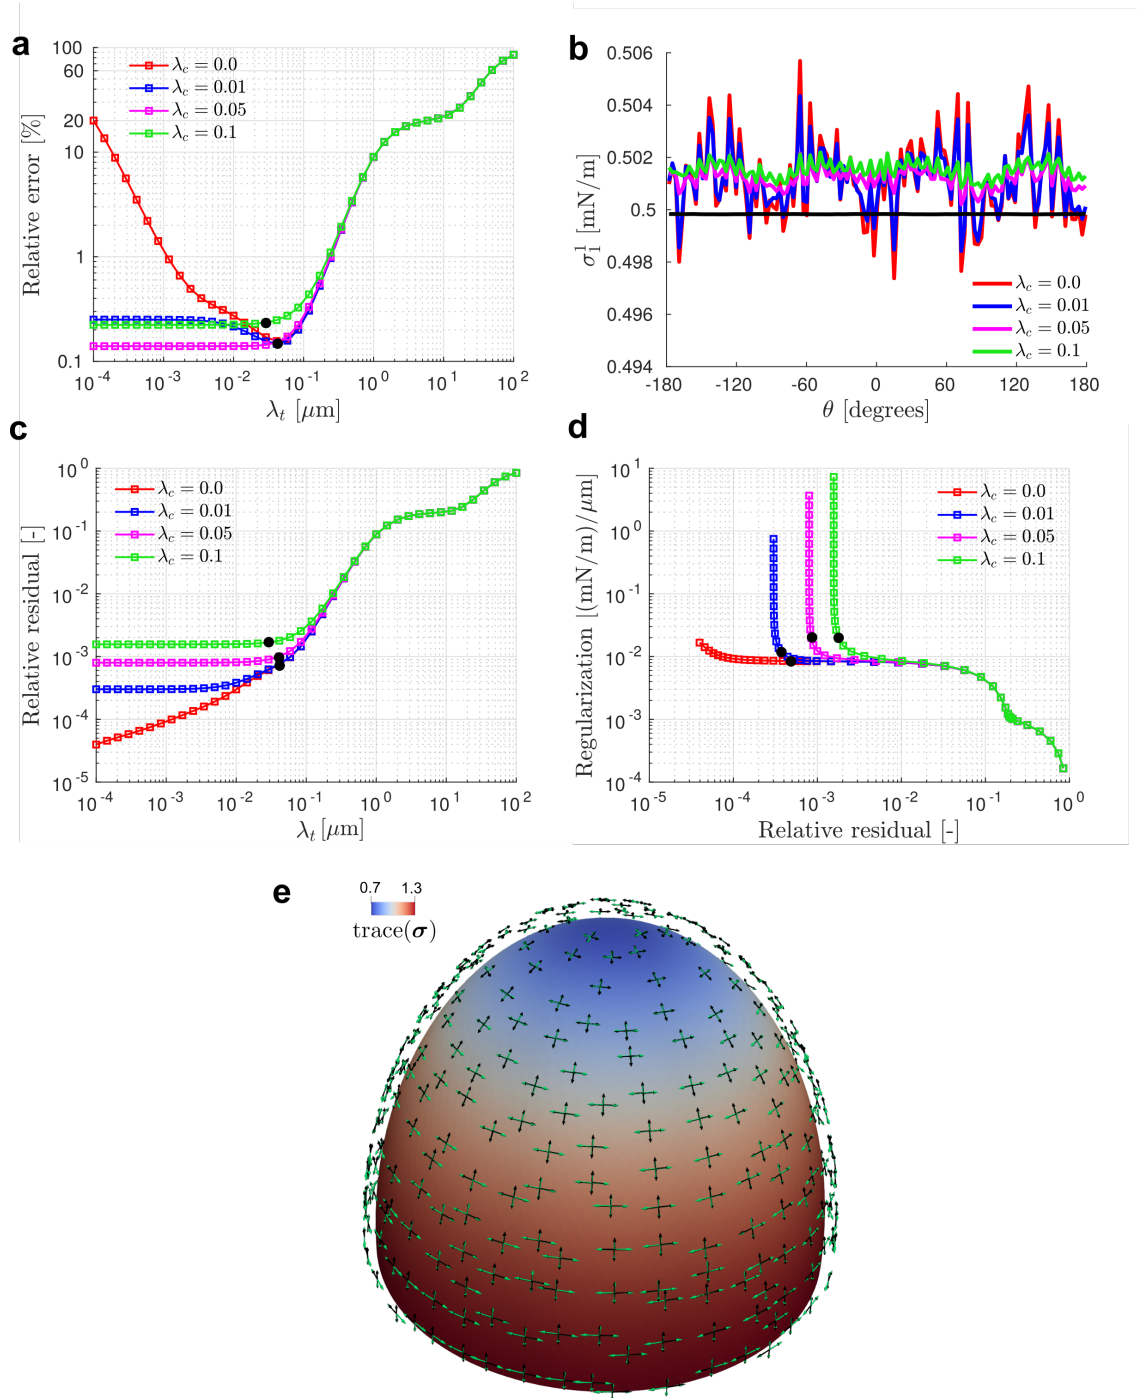 a
100
60
20
10
1
0.1
Relative error [%]
λc = 0.0
λc = 0.01
λc = 0.05
λc = 0.1
10^-4 10^-3 10^-2 10^-1 10^0 10^1 10^2
λt [μm]
b
0.506
0.504
0.502
0.5
0.498
0.496
0.494
σ^1_1 [mN/m]
λc = 0.0
λc = 0.01
λc = 0.05
λc = 0.1
-180 -120 -60 0 60 120 180
θ [degrees]
c
10^0
10^-1
10^-2
10^-3
10^-4
10^-5
Relative residual [-]
λc = 0.0
λc = 0.01
λc = 0.05
λc = 0.1
10^-4 10^-3 10^-2 10^-1 10^0 10^1 10^2
λt [μm]
d
10^1
10^0
10^-1
10^-2
10^-3
10^-4
Regularization [(mN/m)/μm]
λc = 0.0
λc = 0.01
λc = 0.05
λc = 0.1
10^-5 10^-4 10^-3 10^-2 10^-1 10^0
Relative residual [-]
e
0.7 1.3
trace(σ)